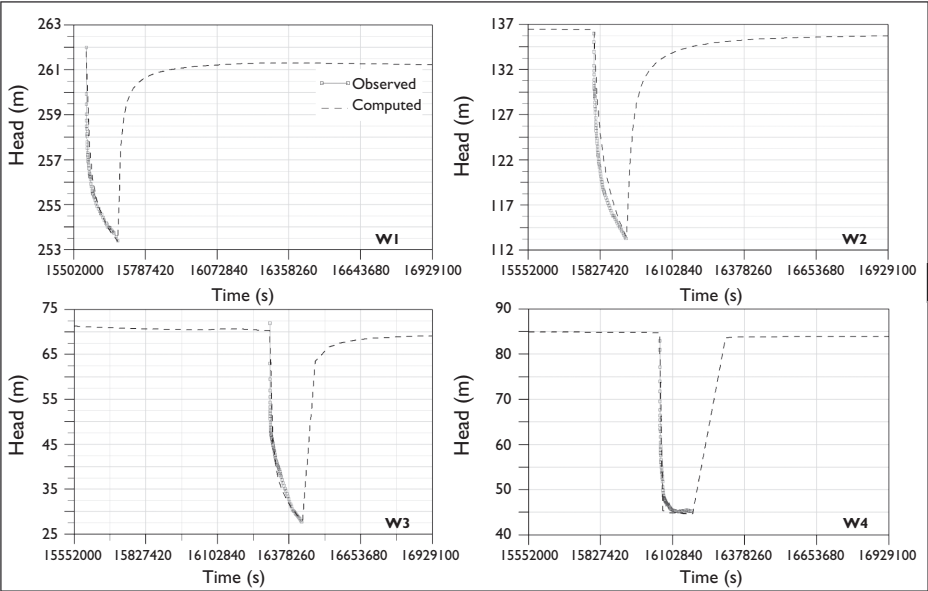 263
261
259
257
255
253
Head (m)
Observed
Computed
W1
15502000 15787420 16072840 16358260 16643680 16929100
Time (s)
137
132
127
122
117
112
Head (m)
W2
15552000 15827420 16102840 16378260 16653680 16929100
Time (s)
75
65
55
45
35
25
Head (m)
W3
15552000 15827420 16102840 16378260 16653680 16929100
Time (s)
90
80
70
60
50
40
Head (m)
W4
15552000 15827420 16102840 16378260 16653680 16929100
Time (s)